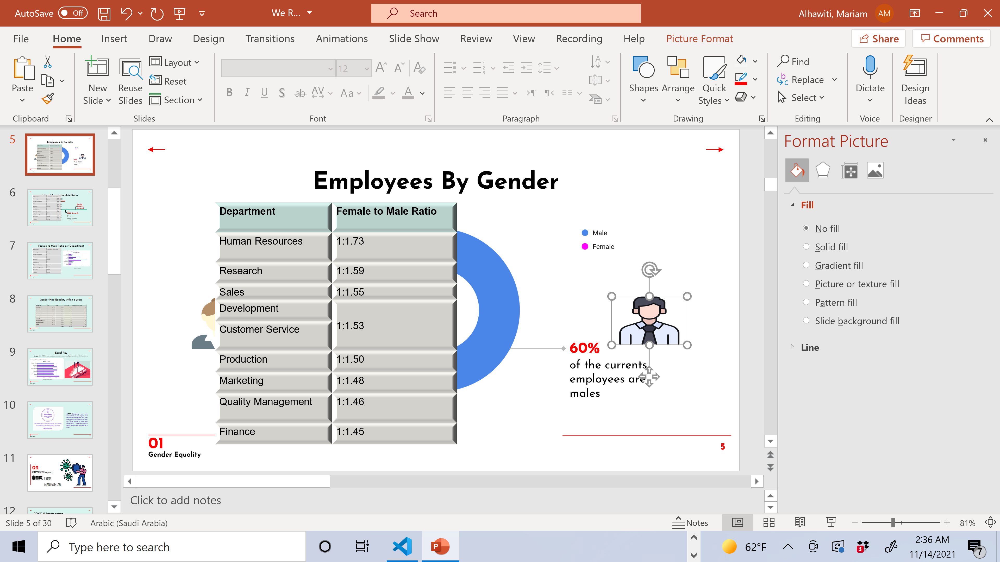 AutoSave Off We R... Search Alhawiti, Mariam AM
File Home Insert Draw Design Transitions Animations Slide Show Review View Recording Help Picture Format Share Comments
Paste
New Slide
Reuse Slides
Layout
Reset
Section
12
Shapes
Arrange
Quick Styles
Find
Replace
Select
Dictate
Design Ideas
Clipboard Slides Font Paragraph Drawing Editing Voice Designer
5
6
7
8
9
10
11
12
Employees By Gender
Department Female to Male Ratio
Human Resources 1:1.73
Research 1:1.59
Sales 1:1.55
Development
Customer Service 1:1.53
Production 1:1.50
Marketing 1:1.48
Quality Management 1:1.46
Finance 1:1.45
Male
Female
60%
of the currents
employees are
males
01
Gender Equality
5
Employees By Gender
Female to Male Ratio per Department
Gender Hire Equality within 5 years
Equal Pay
02
COVID-19 Impact
Crisis
management
Format Picture
Fill
No fill
Solid fill
Gradient fill
Picture or texture fill
Pattern fill
Slide background fill
Line
Click to add notes
Slide 5 of 30 Arabic (Saudi Arabia) Notes 81%
Type here to search 62°F 3 2:36 AM
11/14/2021 7